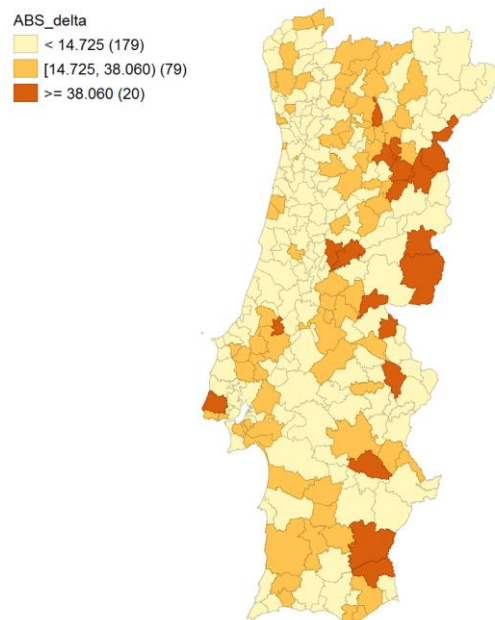 ABS_delta
< 14.725 (179)
[14.725, 38.060) (79)
>= 38.060 (20)